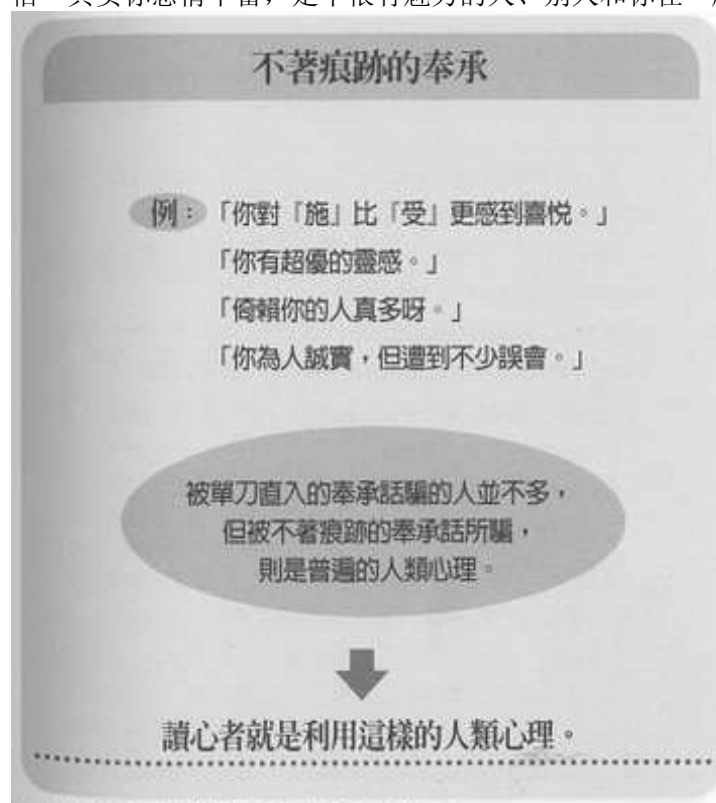 不著痕跡的奉承
例：「你對「施」比「受」更感到喜悅。」
「你有超優的靈感。」
「倚賴你的人真多呀。」
「你為人誠實，但遭到不少誤會。」
被單刀直入的奉承話騙的人並不多，
但被不著痕跡的奉承話所騙，
則是普遍的人類心理。
讀心者就是利用這樣的人類心理。